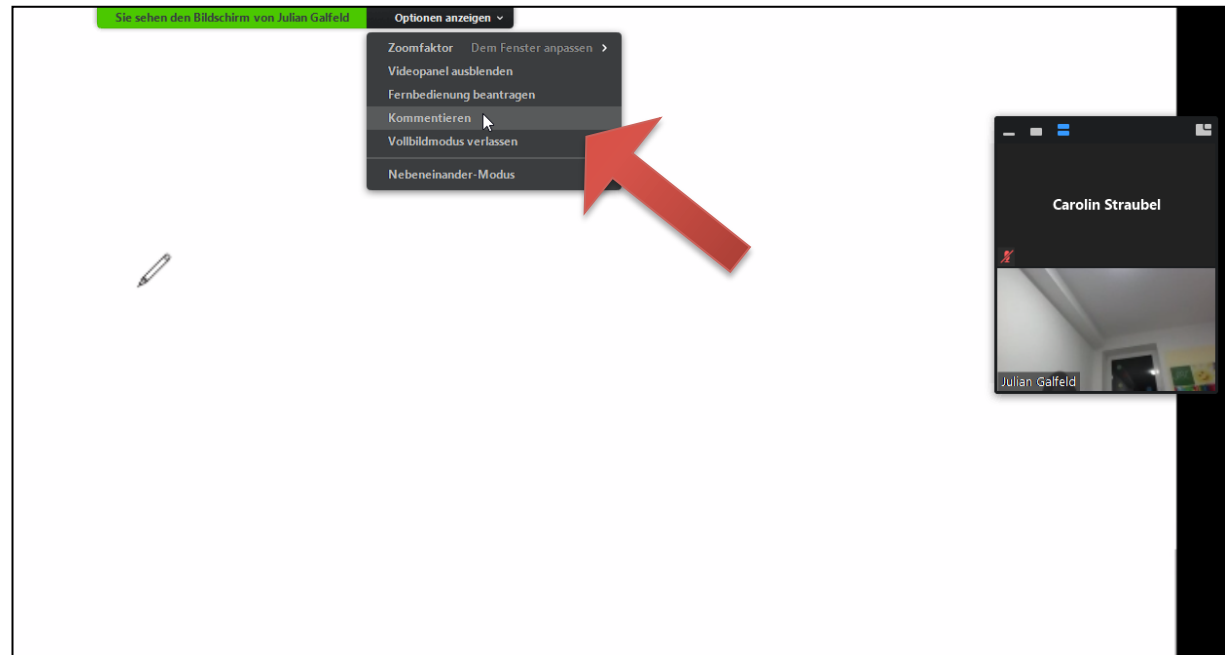 Sie sehen den Bildschirm von Julian Galfeld Optionen anzeigen
Zoomfaktor Dem Fenster anpassen
Videopanel ausblenden
Fernbedienung beantragen
Kommentieren
Vollbildmodus verlassen
Nebeneinander-Modus
Carolin Straubel
Julian Galfeld